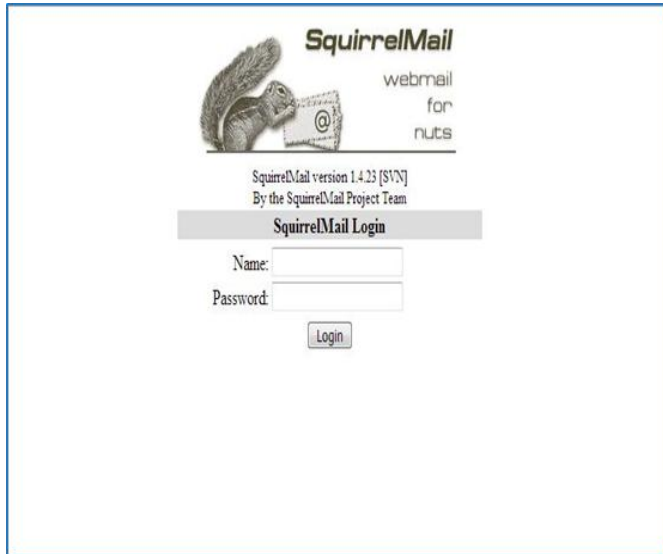 SquirrelMail
webmail
for
nuts
@
SquirrelMail version 1.4.23 [SVN]
By the SquirrelMail Project Team
SquirrelMail Login
Name:
Password:
Login